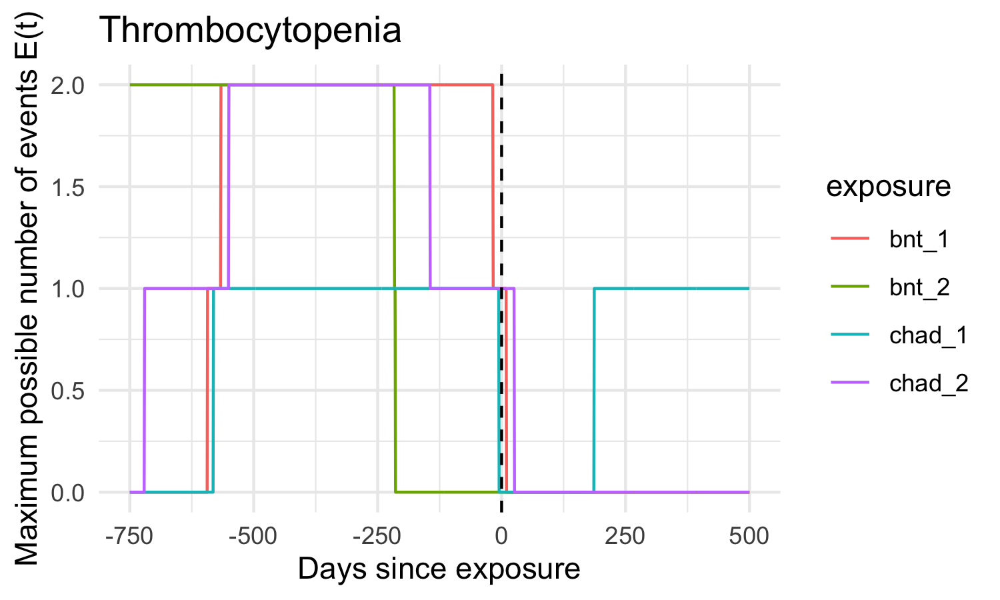 Thrombocytopenia
Maximum possible number of events E(t)
2.0
1.5
1.0
0.5
0.0
-750
-500
-250
0
250
500
Days since exposure
exposure
bnt_1
bnt_2
chad_1
chad_2